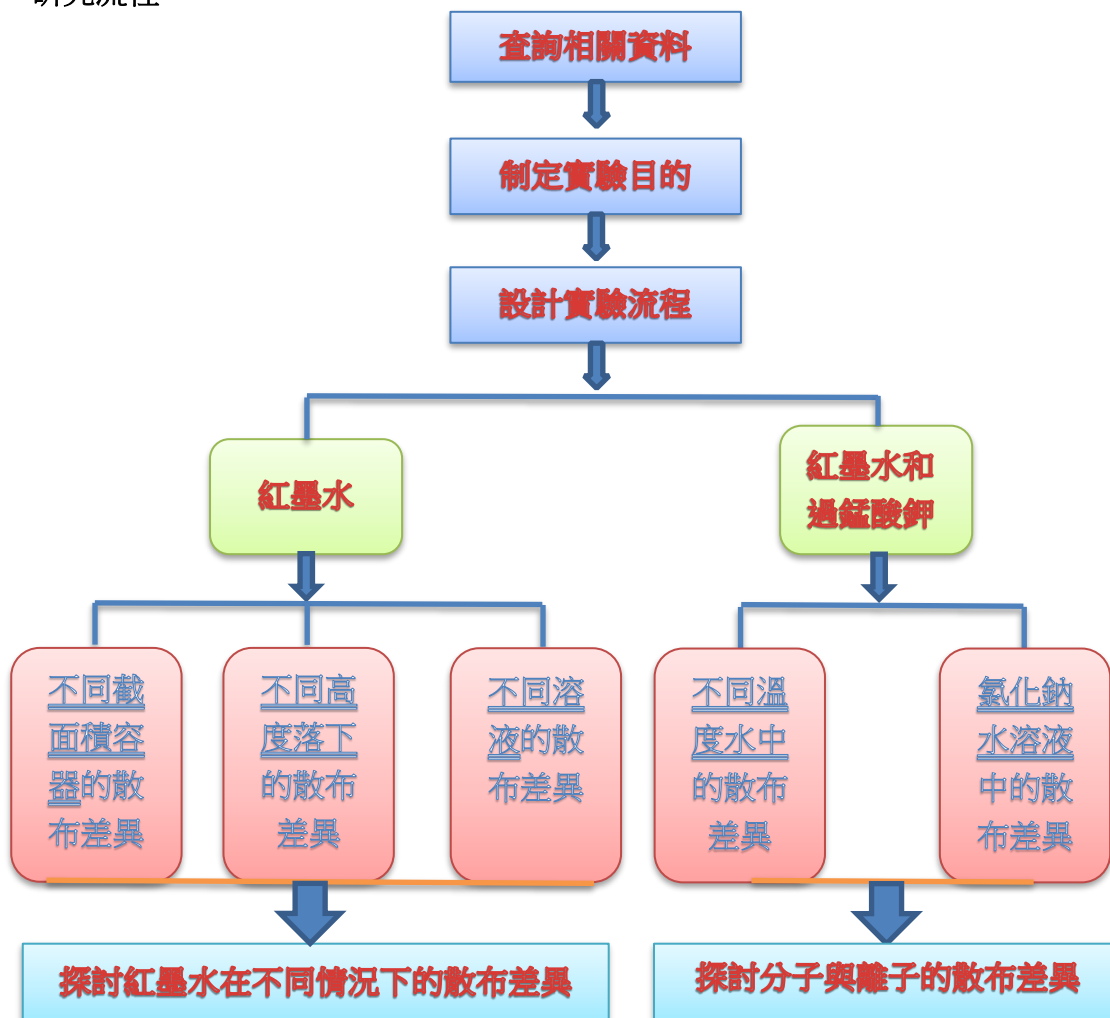 研究流程
查詢相關資料
制定實驗目的
設計實驗流程
紅墨水
紅墨水和
過錳酸鉀
不同截
面積容
器的散
布差異
不同高
度落下
的散布
差異
不同溶
液的散
布差異
不同溫
度水中
的散布
差異
氯化鈉
水溶液
中的散
布差異
探討紅墨水在不同情況下的散布差異
探討分子與離子的散布差異